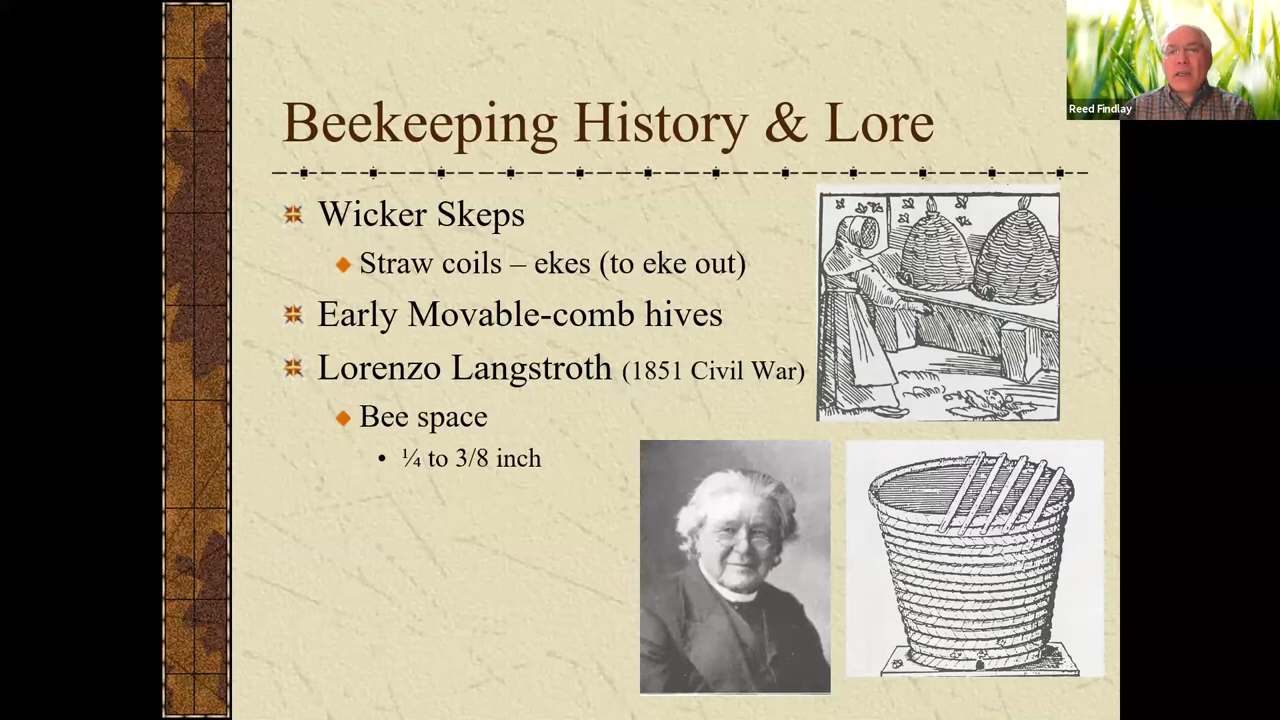 Reed Findlay
Beekeeping History & Lore
Wicker Skeps
Straw coils – ekes (to eke out)
Early Movable-comb hives
Lorenzo Langstroth (1851 Civil War)
Bee space
• ¼ to 3/8 inch